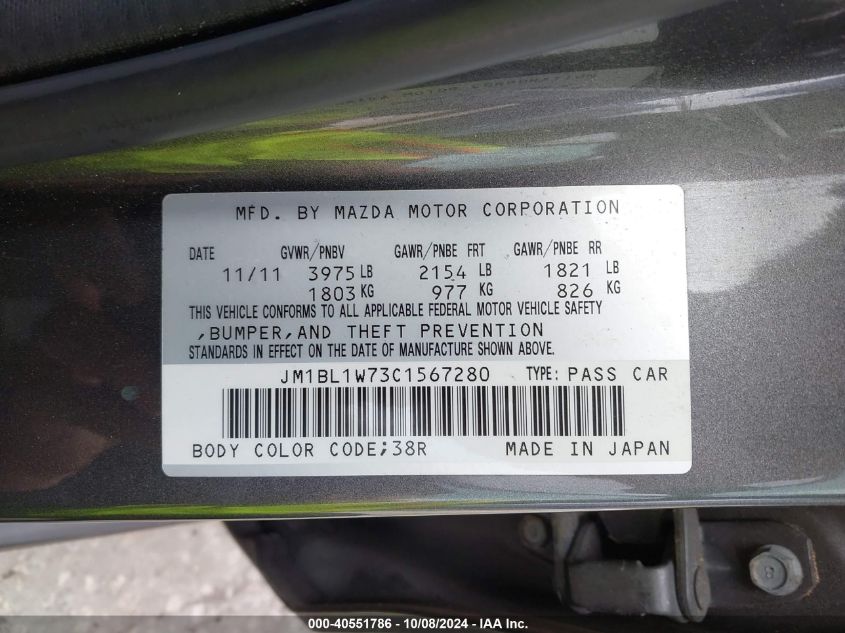 MFD. BY MAZDA MOTOR CORPORATION
DATE GVWR/PNBV GAWR/PNBE FRT GAWR/PNBE RR
11/11 3975 LB 2154 LB 1821 LB
1803 KG 977 KG 826 KG
THIS VEHICLE CONFORMS TO ALL APPLICABLE FEDERAL MOTOR VEHICLE SAFETY
,BUMPER,AND THEFT PREVENTION
STANDARDS IN EFFECT ON THE DATE OF MANUFACTURE SHOWN ABOVE.
JM1BL1W73C1567280 TYPE: PASS CAR
BODY COLOR CODE;38R MADE IN JAPAN
000-40551786 - 10/08/2024 - IAA Inc.